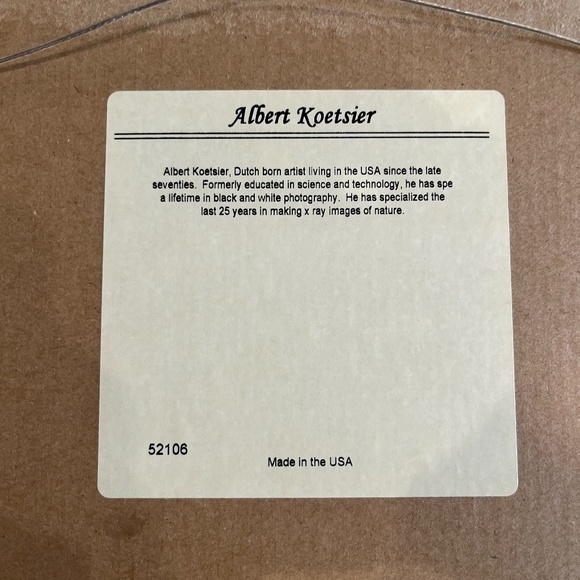 Albert Koetsier
Albert Koetsier, Dutch born artist living in the USA since the late
seventies. Formerly educated in science and technology, he has spe
a lifetime in black and white photography. He has specialized the
last 25 years in making x ray images of nature.
52106
Made in the USA